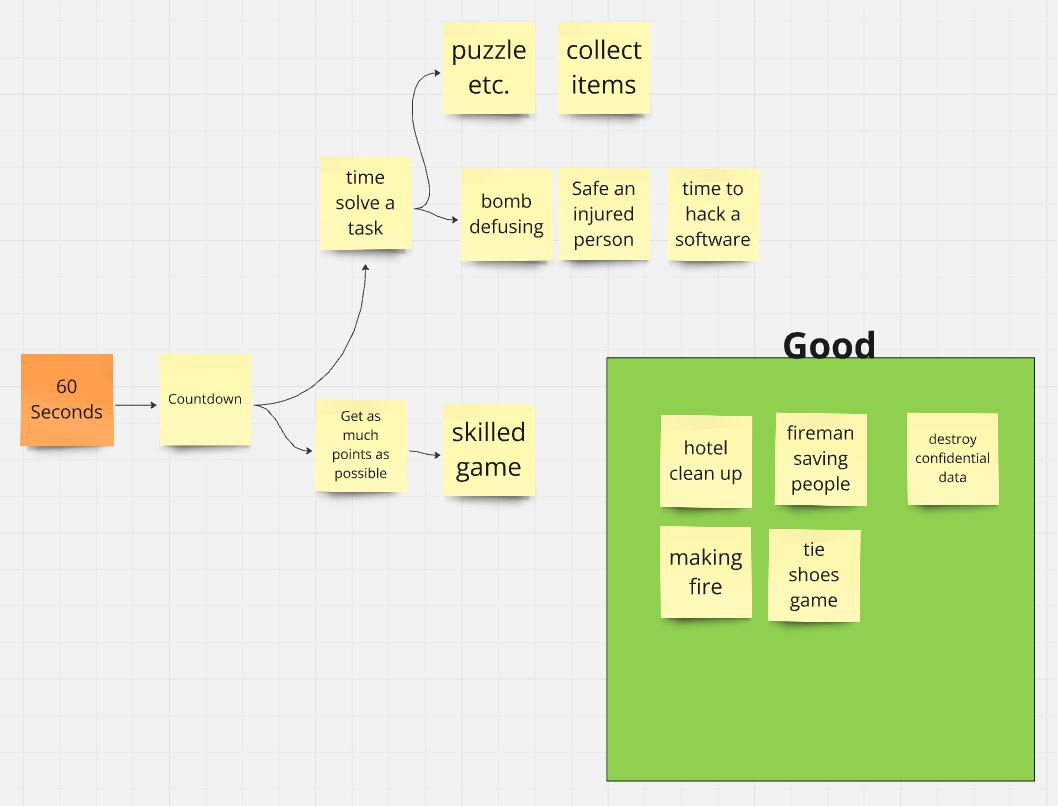 puzzle
etc.
collect
items
time
solve a
task
bomb
defusing
Safe an
injured
person
time to
hack a
software
60
Seconds
Countdown
Get as
much
points as
possible
skilled
game
Good
hotel
clean up
fireman
saving
people
destroy
confidential
data
making
fire
tie
shoes
game